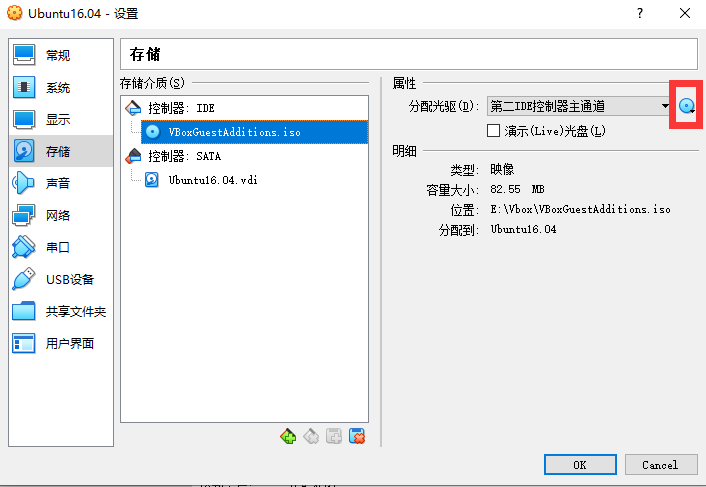 Ubuntu16.04 - 设置
? ×
常规
系统
显示
存储
声音
网络
串口
USB设备
共享文件夹
用户界面
存储
存储介质(S)
控制器: IDE
VBoxGuestAdditions.iso
控制器: SATA
Ubuntu16.04.vdi
属性
分配光驱(D): 第二IDE控制器主通道
演示(Live)光盘(L)
明细
类型: 映像
容量大小: 82.55 MB
位置: E:\Vbox\VBoxGuestAdditions.iso
分配到: Ubuntu16.04
OK Cancel